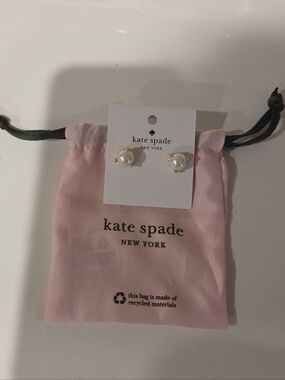 kate spade
NEW YORK
kate spade
NEW YORK
this bag is made of
recycled materials